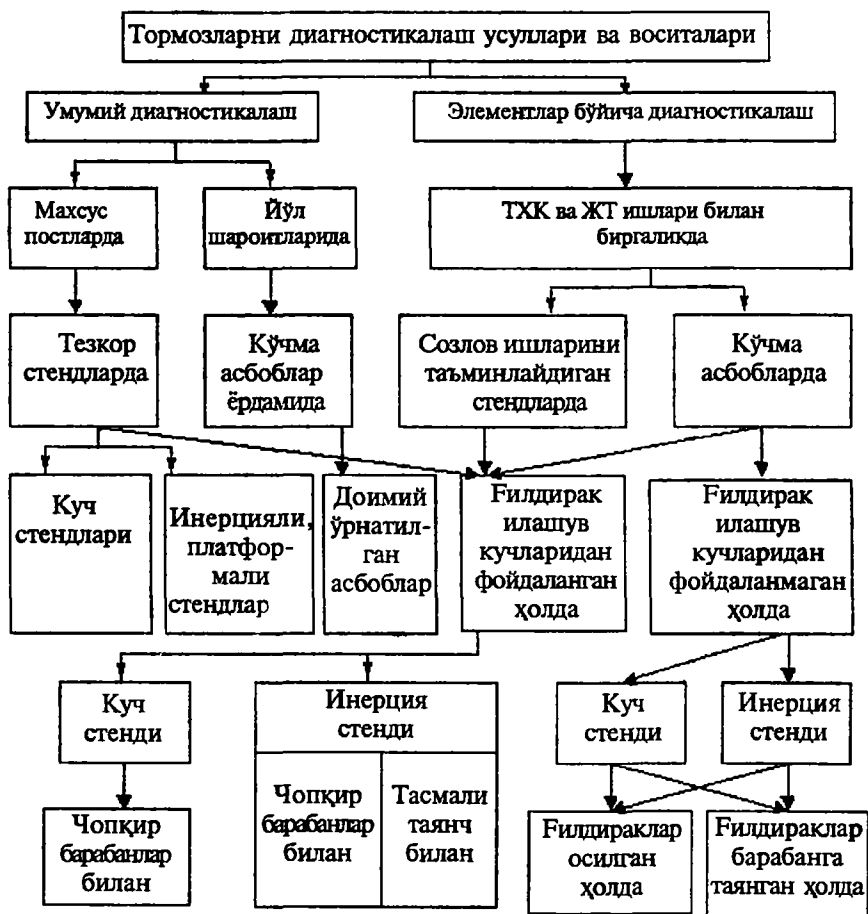 Тормозларни диагностикалаш усуллари ва воситалари
Умумий диагностикалаш
Элементлар бўйича диагностикалаш
Махсус
постларда
Йўл
шароитларида
ТХК ва ЖТ ишлари билан
биргаликда
Тезкор
стендларда
Кўчма
асбоблар
ёрдамида
Созлов ишларини
таъминлайдиган
стендларда
Кўчма
асбобларда
Куч
стендлари
Инерцияли,
платфор-
мали
стендлар
Доимий
ўрнатил-
ган
асбоблар
Ғилдирак
илашув
кучларидан
фойдаланган
ҳолда
Ғилдирак
илашув
кучларидан
фойдаланмаган
ҳолда
Куч
стенди
Инерция
стенди
Куч
стенди
Инерция
стенди
Чопқир
барабанлар
билан
Чопқир
барабанлар
билан
Тасмали
таянч
билан
Ғилдираклар
осилган
ҳолда
Ғилдираклар
барабанга
таянган ҳолда